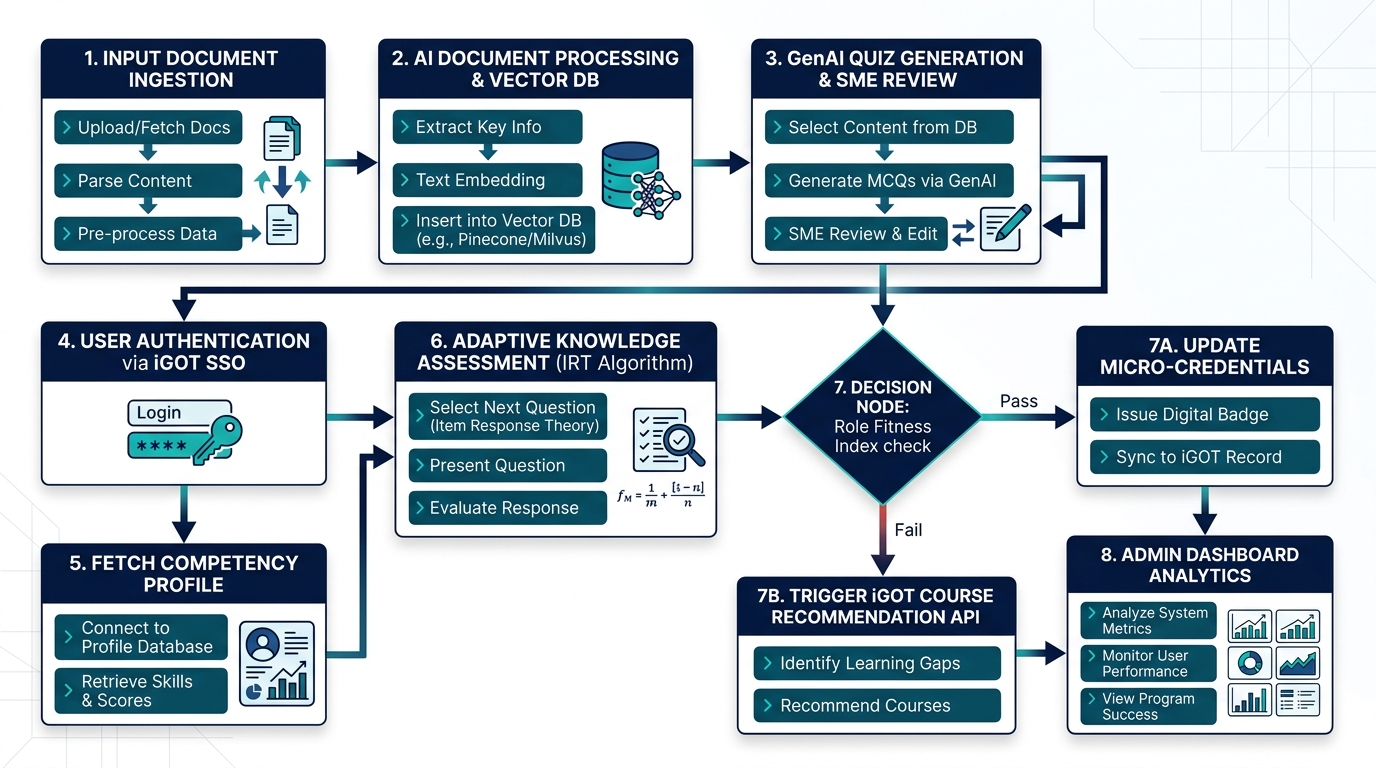 1. INPUT DOCUMENT
INGESTION
Upload/Fetch Docs
Parse Content
Pre-process Data
2. AI DOCUMENT PROCESSING
& VECTOR DB
Extract Key Info
Text Embedding
Insert into Vector DB
(e.g., Pinecone/Milvus)
3. GenAI QUIZ GENERATION
& SME REVIEW
Select Content from DB
Generate MCQs via GenAI
SME Review & Edit
4. USER AUTHENTICATION
via iGOT SSO
Login
****
5. FETCH COMPETENCY
PROFILE
Connect to
Profile Database
Retrieve Skills
& Scores
6. ADAPTIVE KNOWLEDGE
ASSESSMENT (IRT Algorithm)
Select Next Question
(Item Response Theory)
Present Question
Evaluate Response
f_M = 1/m + [i – n]/n
7. DECISION
NODE:
Role Fitness
Index check
Pass
Fail
7A. UPDATE
MICRO-CREDENTIALS
Issue Digital Badge
Sync to iGOT Record
7B. TRIGGER iGOT COURSE
RECOMMENDATION API
Identify Learning Gaps
Recommend Courses
8. ADMIN DASHBOARD
ANALYTICS
Analyze System
Metrics
Monitor User
Performance
View Program
Success